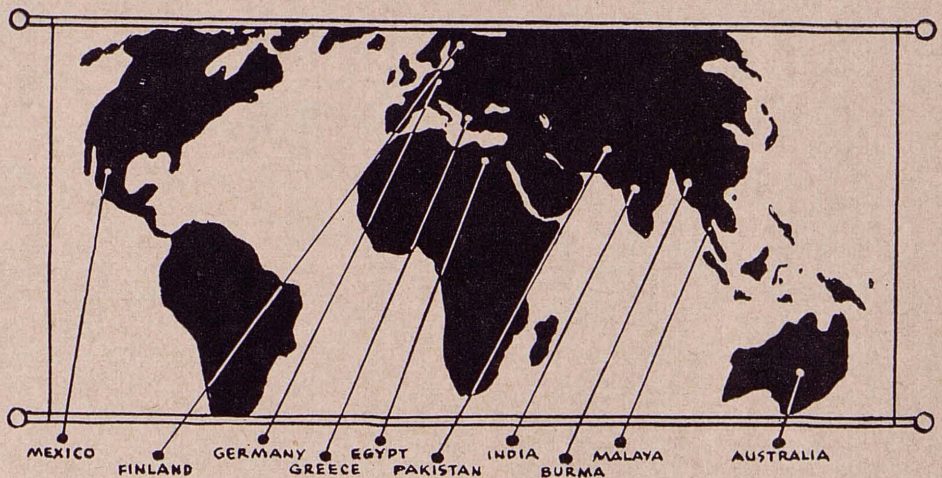 MEXICO
FINLAND
GERMANY
GREECE
EGYPT
PAKISTAN
INDIA
BURMA
MALAYA
AUSTRALIA